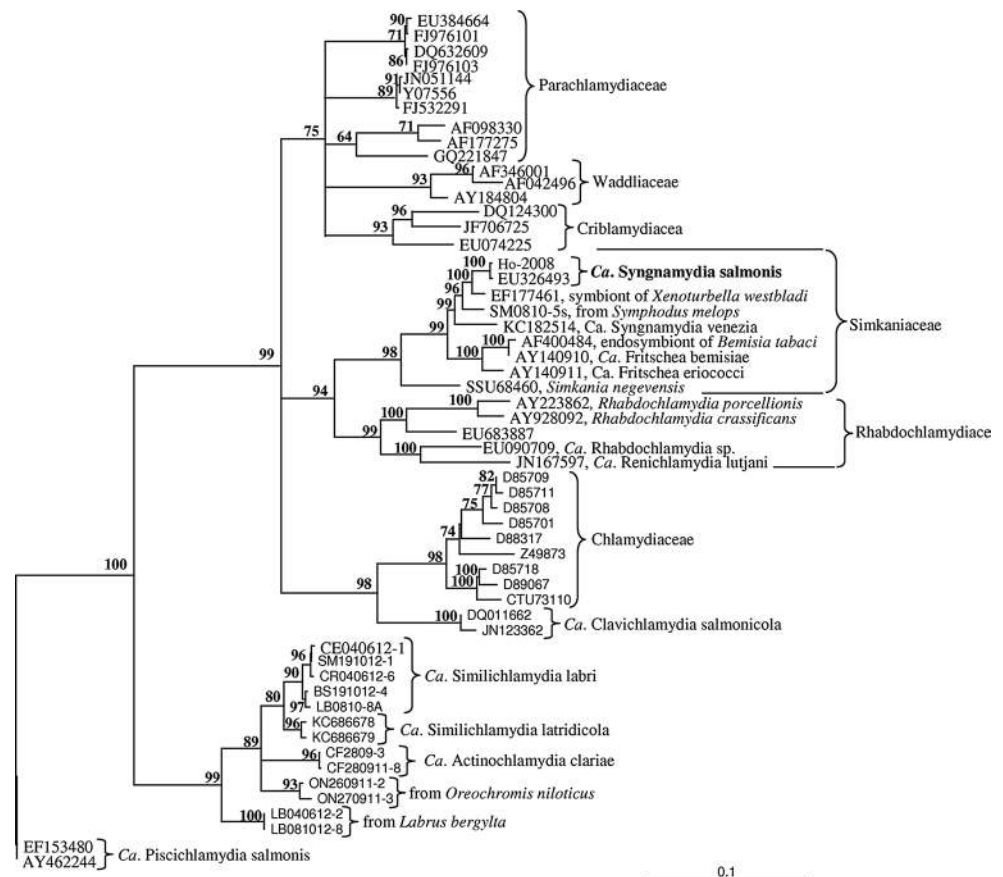 90 EU384664
71 FJ976101
DQ632609
86 FJ976103
Parachlamydiaceae
91 JN051144
89 Y07556
FJ532291
75
71 AF098330
64 AF177275
GQ221847
96 AF346001
93 AF042496
Waddliaceae
AY184804
96 DQ124300
93 JF706725
Criblamydiacea
EU074225
100 Ho-2008
100 EU326493
Ca. Syngnamydia salmonis
96 EF177461, symbiont of Xenoturbella westbladi
99 SM0810-5s, from Symphodus melops
Simkaniaceae
99 KC182514, Ca. Syngnamydia venezia
100 AF400484, endosymbiont of Bemisia tabaci
100 AY140910, Ca. Fritschea bemisiae
98 AY140911, Ca. Fritschea eriococci
99
SSU68460, Simkania negevensis
94
100 AY223862, Rhabdochlamydia porcellionis
100 AY928092, Rhabdochlamydia crassificans
99 EU683887
Rhabdochlamydiace
100 EU090709, Ca. Rhabdochlamydia sp.
JN167597, Ca. Renichlamydia lutjani
82 D85709
77 D85711
75 D85708
D85701
74 D88317
Chlamydiaceae
98 Z49873
100 D85718
100 D89067
98 CTU73110
100
100 DQ011662
JN123362
Ca. Clavichlamydia salmonicola
CE040612-1
96 SM191012-1
90 CR040612-6
Ca. Similichlamydia labri
80 BS191012-4
97 LB0810-8A
96 KC686678
KC686679
Ca. Similichlamydia latridicola
89
96 CF2809-3
CF280911-8
Ca. Actinochlamydia clariae
99
93 ON260911-2
ON270911-3
from Oreochromis niloticus
100 LB040612-2
LB081012-8
from Labrus bergylta
EF153480
AY462244
Ca. Piscichlamydia salmonis
0.1